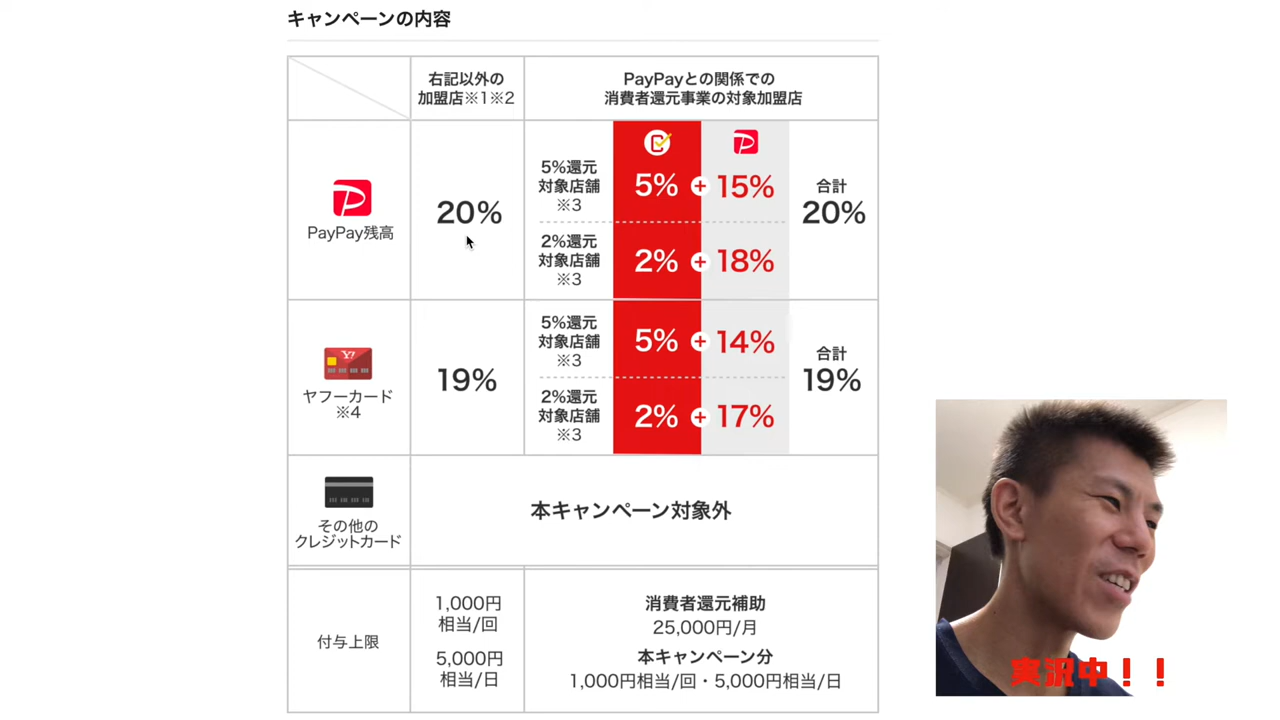 キャンペーンの内容
右記以外の
加盟店※1※2
PayPayとの関係での
消費者還元事業の対象加盟店
PayPay残高
20%
5%還元
対象店舗
※3
5% + 15%
2%還元
対象店舗
※3
2% + 18%
合計
20%
ヤフーカード
※4
19%
5%還元
対象店舗
※3
5% + 14%
2%還元
対象店舗
※3
2% + 17%
合計
19%
その他の
クレジットカード
本キャンペーン対象外
付与上限
1,000円
相当/回
5,000円
相当/日
消費者還元補助
25,000円/月
本キャンペーン分
1,000円相当/回・5,000円相当/日
実況中！！